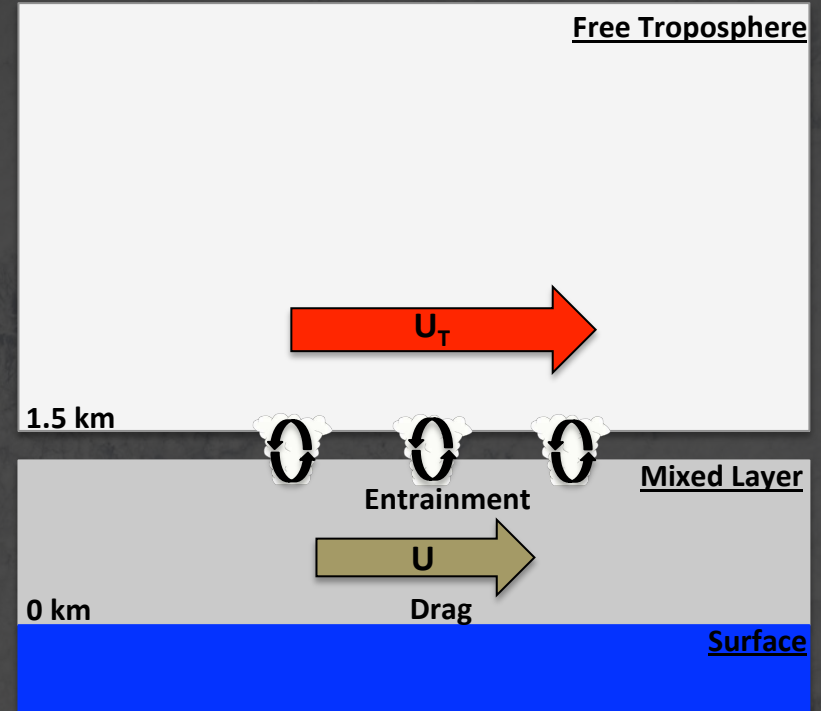 Free Troposphere
U_T
1.5 km
Mixed Layer
Entrainment
U
0 km
Drag
Surface